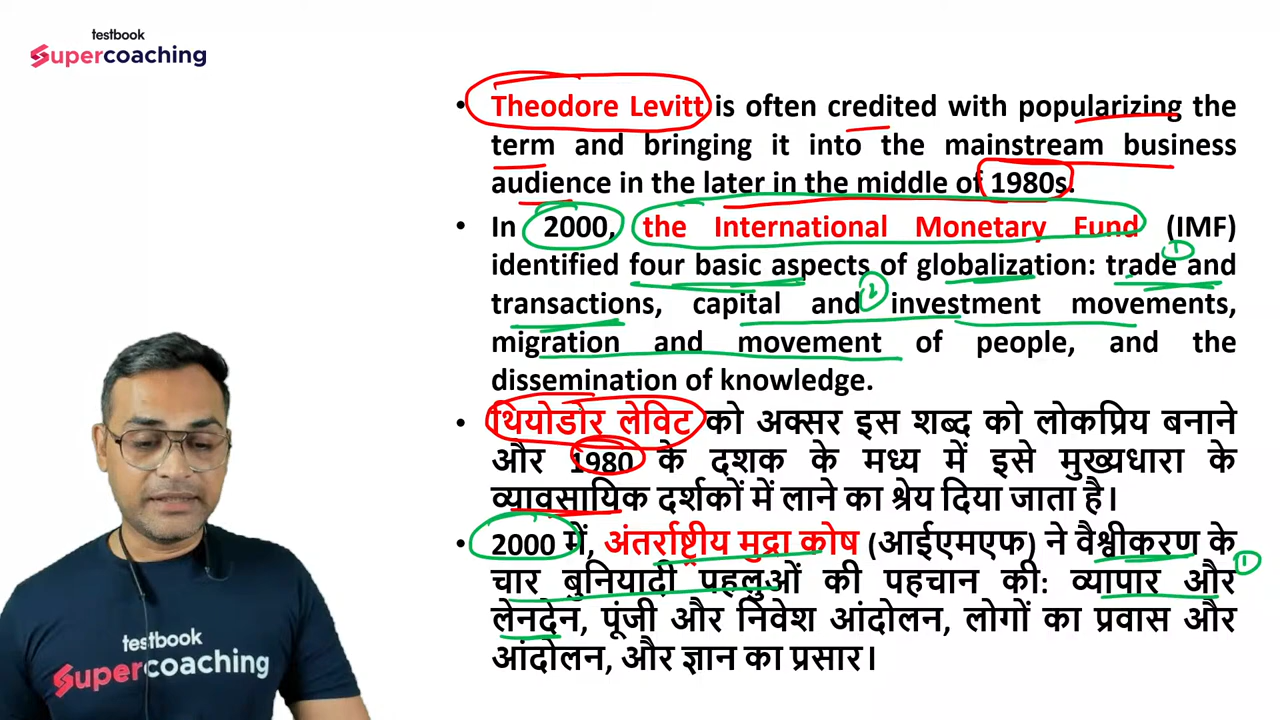 testbook
Supercoaching
• Theodore Levitt is often credited with popularizing the
term and bringing it into the mainstream business
audience in the later in the middle of 1980s.
• In 2000, the International Monetary Fund (IMF)
identified four basic aspects of globalization: trade and
transactions, capital and investment movements,
migration and movement of people, and the
dissemination of knowledge.
• थियोडोर लेविट को अक्सर इस शब्द को लोकप्रिय बनाने
और 1980 के दशक के मध्य में इसे मुख्यधारा के
व्यावसायिक दर्शकों में लाने का श्रेय दिया जाता है।
• 2000 में, अंतर्राष्ट्रीय मुद्रा कोष (आईएमएफ) ने वैश्वीकरण के
चार बुनियादी पहलुओं की पहचान की: व्यापार और
लेनदेन, पूंजी और निवेश आंदोलन, लोगों का प्रवास और
आंदोलन, और ज्ञान का प्रसार।
1
2
1
testbook
Supercoaching